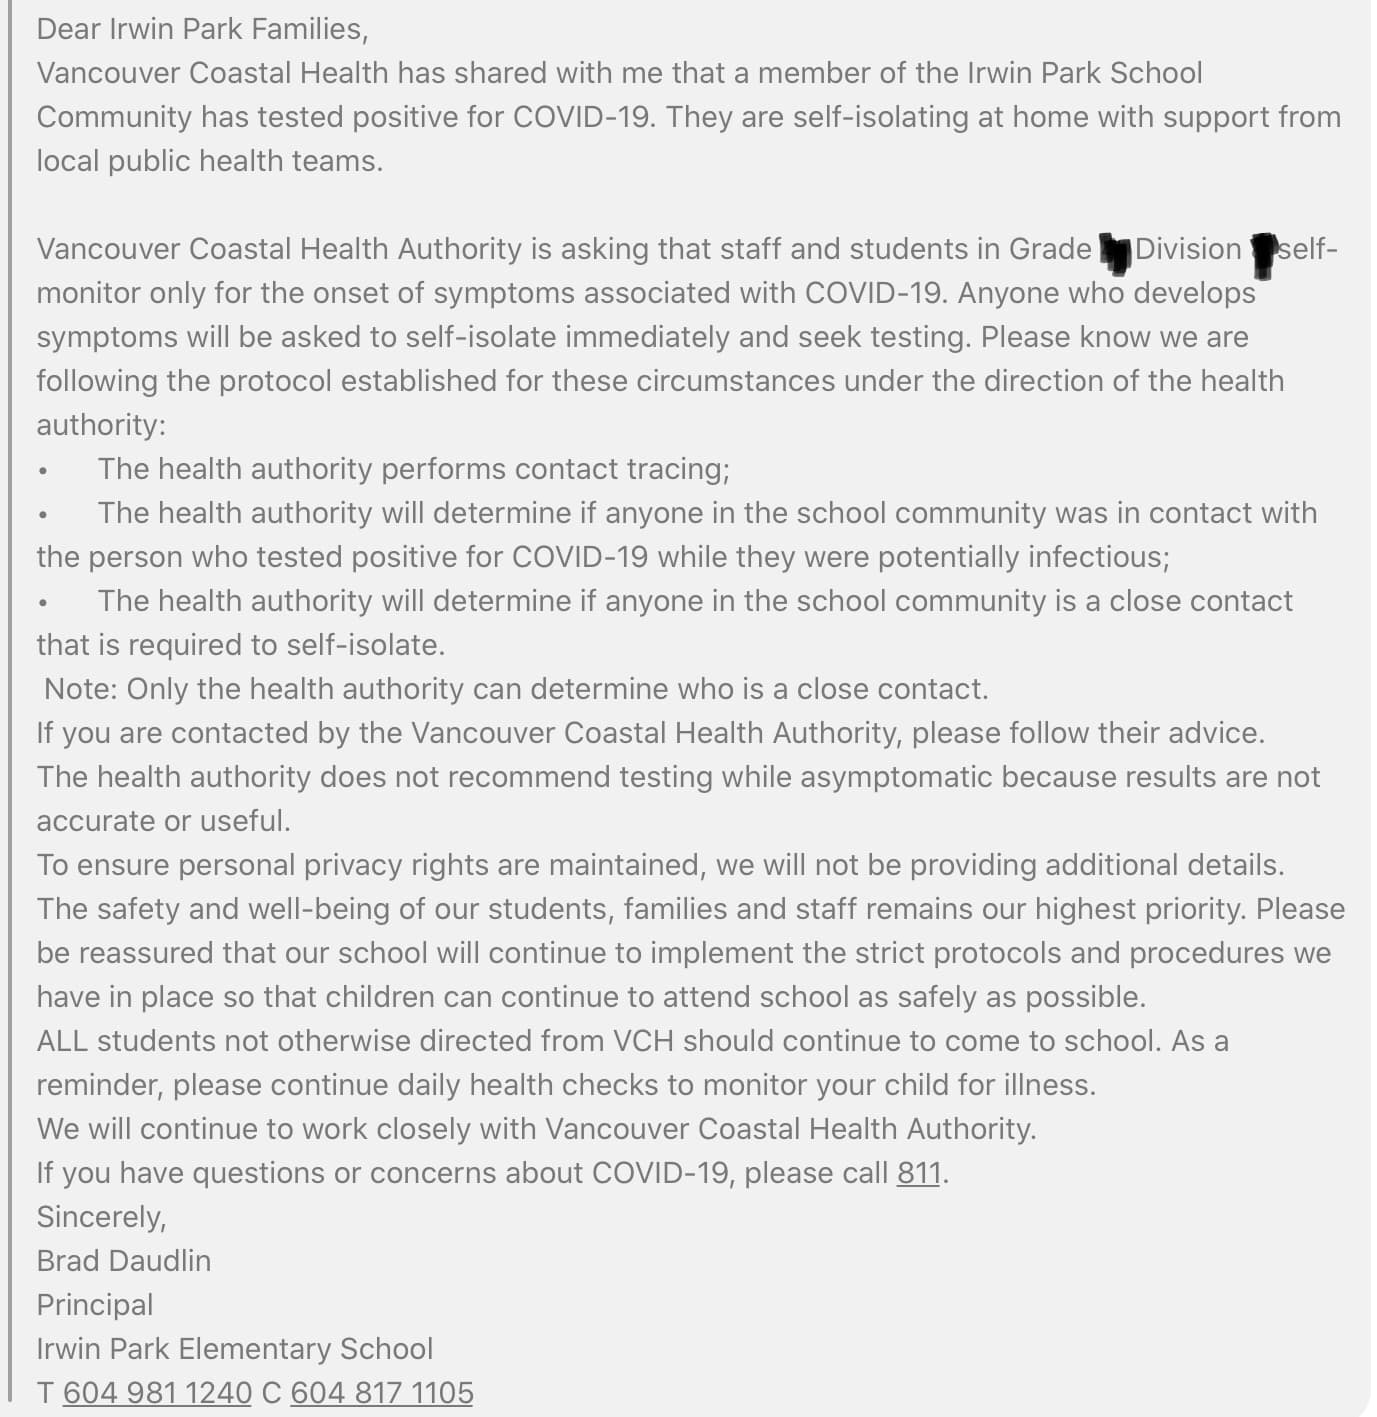 Dear Irwin Park Families,
Vancouver Coastal Health has shared with me that a member of the Irwin Park School
Community has tested positive for COVID-19. They are self-isolating at home with support from
local public health teams.
Vancouver Coastal Health Authority is asking that staff and students in Grade Division self-
monitor only for the onset of symptoms associated with COVID-19. Anyone who develops
symptoms will be asked to self-isolate immediately and seek testing. Please know we are
following the protocol established for these circumstances under the direction of the health
authority:
• The health authority performs contact tracing;
• The health authority will determine if anyone in the school community was in contact with
the person who tested positive for COVID-19 while they were potentially infectious;
• The health authority will determine if anyone in the school community is a close contact
that is required to self-isolate.
Note: Only the health authority can determine who is a close contact.
If you are contacted by the Vancouver Coastal Health Authority, please follow their advice.
The health authority does not recommend testing while asymptomatic because results are not
accurate or useful.
To ensure personal privacy rights are maintained, we will not be providing additional details.
The safety and well-being of our students, families and staff remains our highest priority. Please
be reassured that our school will continue to implement the strict protocols and procedures we
have in place so that children can continue to attend school as safely as possible.
ALL students not otherwise directed from VCH should continue to come to school. As a
reminder, please continue daily health checks to monitor your child for illness.
We will continue to work closely with Vancouver Coastal Health Authority.
If you have questions or concerns about COVID-19, please call 811.
Sincerely,
Brad Daudlin
Principal
Irwin Park Elementary School
T 604 981 1240 C 604 817 1105